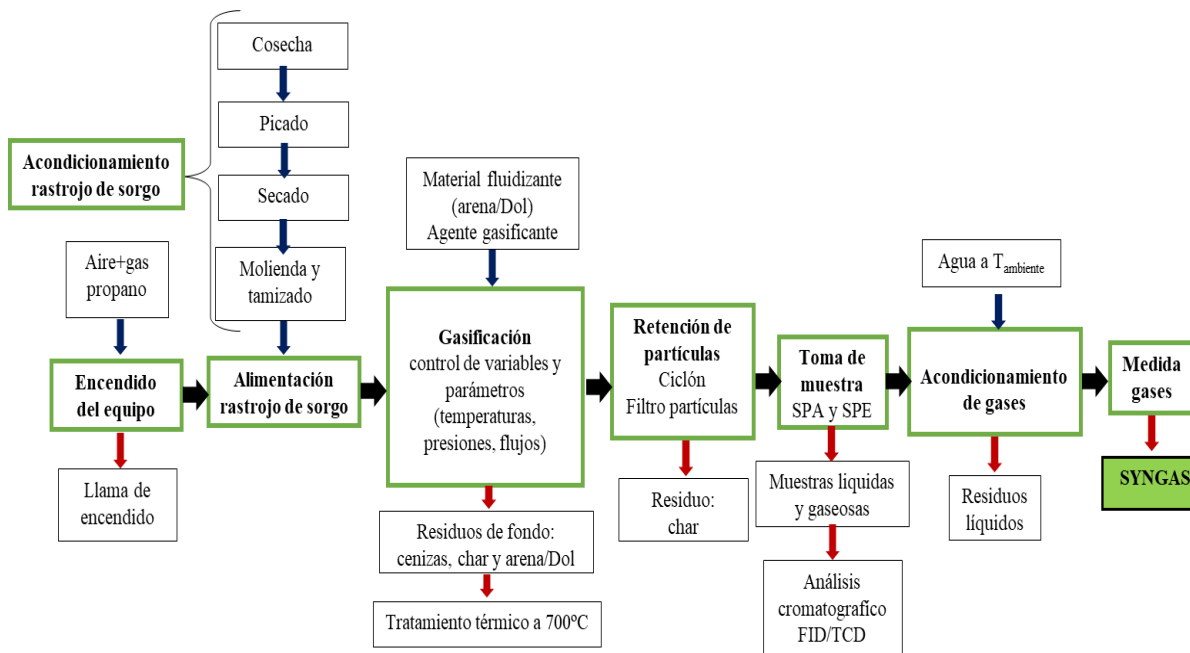 Cosecha
Picado
Acondicionamiento
rastrojo de sorgo
Secado
Molienda y
tamizado
Aire+gas
propano
Encendido
del equipo
Llama de
encendido
Alimentación
rastrojo de sorgo
Material fluidizante
(arena/Dol)
Agente gasificante
Gasificación
control de variables y
parámetros
(temperaturas,
presiones, flujos)
Residuos de fondo:
cenizas, char y arena/Dol
Tratamiento térmico a 700°C
Retención de
partículas
Ciclón
Filtro partículas
Residuo:
char
Toma de
muestra
SPA y SPE
Muestras liquidas
y gaseosas
Análisis
cromatografico
FID/TCD
Agua a Tambiente
Acondicionamiento
de gases
Residuos
líquidos
Medida
gases
SYNGAS